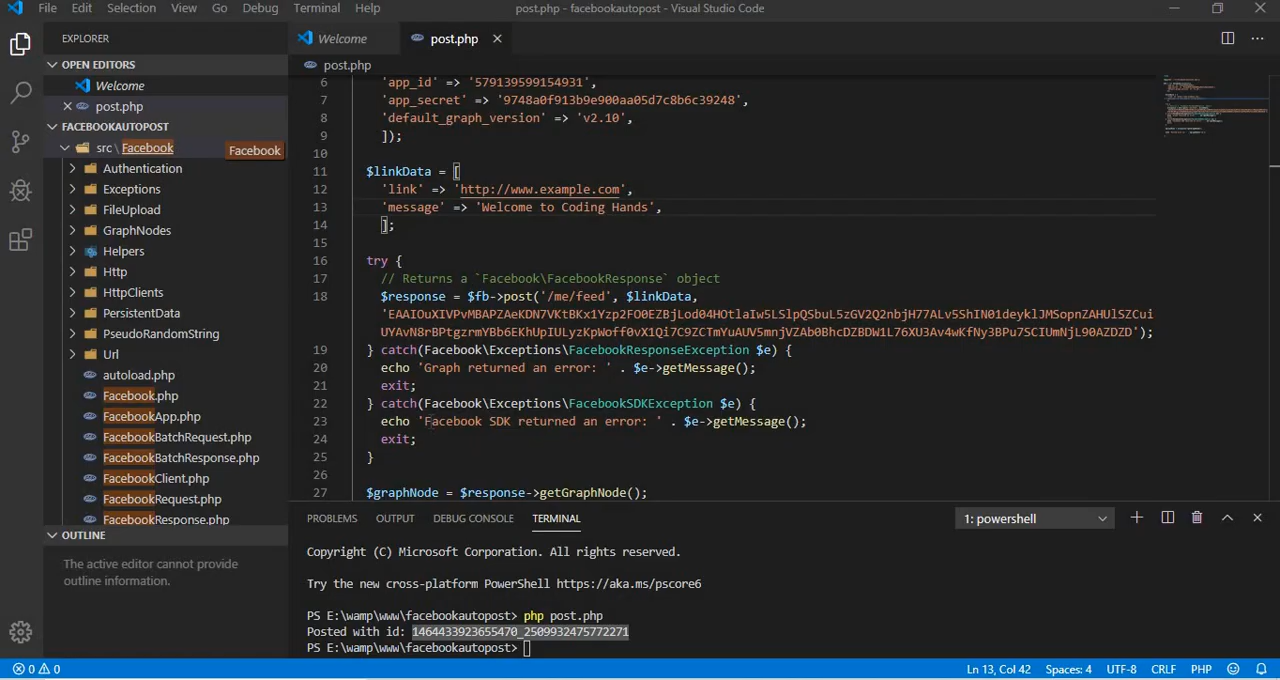 File Edit Selection View Go Debug Terminal Help
post.php - facebookautopost - Visual Studio Code
EXPLORER
OPEN EDITORS
Welcome
post.php
FACEBOOKAUTOPOST
src \ Facebook
Facebook
Authentication
Exceptions
FileUpload
GraphNodes
Helpers
Http
HttpClients
PersistentData
PseudoRandomString
Url
autoload.php
Facebook.php
FacebookApp.php
FacebookBatchRequest.php
FacebookBatchResponse.php
FacebookClient.php
FacebookRequest.php
FacebookResponse.php
OUTLINE
The active editor cannot provide
outline information.
Welcome
post.php
post.php
6 'app_id' => '579139599154931',
7 'app_secret' => '9748a0f913b9e900aa05d7c8b6c39248',
8 'default_graph_version' => 'v2.10',
9 ]);
10
11 $linkData = [
12 'link' => 'http://www.example.com',
13 'message' => 'Welcome to Coding Hands',
14 ];
15
16 try {
17 // Returns a `Facebook\FacebookResponse` object
18 $response = $fb->post('/me/feed', $linkData,
'EAAIOuXIVPvMBAPZAeKDN7VKtBKx1Yzp2FO0EZBjLod04HOtlaIw5LSlpQSbuL5zGV2Q2nbjH77ALv5ShIN01deyklJMSopnZAHUlSZCui
UYAvN8rBPtgzrmYBb6EKhUpIULyzKpWoff0vX1Qi7C9ZCTmYuAUV5mnjVZAb0BhcDZBDW1L76XU3Av4wKfNy3BPu7SCIUmNjL90AZDZD');
19 } catch(Facebook\Exceptions\FacebookResponseException $e) {
20 echo 'Graph returned an error: ' . $e->getMessage();
21 exit;
22 } catch(Facebook\Exceptions\FacebookSDKException $e) {
23 echo 'Facebook SDK returned an error: ' . $e->getMessage();
24 exit;
25 }
26
27 $graphNode = $response->getGraphNode();
PROBLEMS OUTPUT DEBUG CONSOLE TERMINAL
1: powershell
Copyright (C) Microsoft Corporation. All rights reserved.
Try the new cross-platform PowerShell https://aka.ms/pscore6
PS E:\wamp\www\facebookautopost> php post.php
Posted with id: 1464433923655470_2509932475772271
PS E:\wamp\www\facebookautopost>
0 0
Ln 13, Col 42 Spaces: 4 UTF-8 CRLF PHP